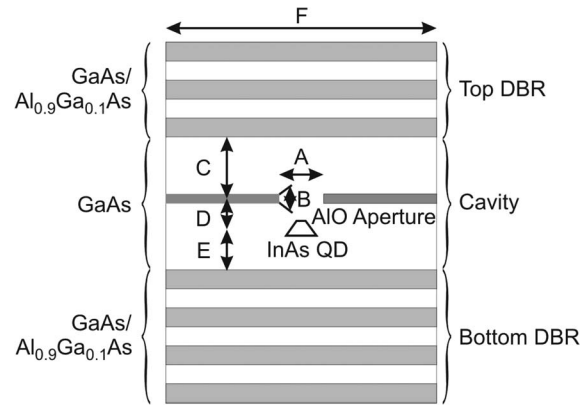 F
GaAs/
Al0.9Ga0.1As
Top DBR
C
A
GaAs
B
Cavity
D
AlO Aperture
E
InAs QD
GaAs/
Al0.9Ga0.1As
Bottom DBR